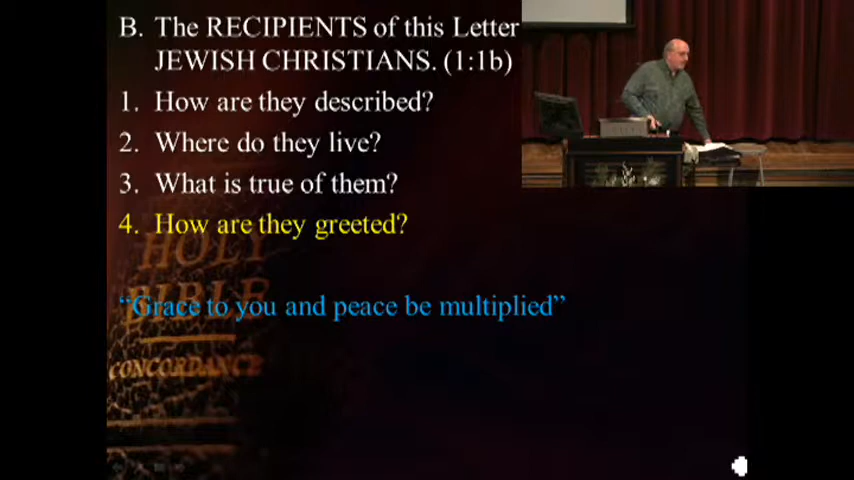 B. The RECIPIENTS of this Letter
JEWISH CHRISTIANS. (1:1b)
1. How are they described?
2. Where do they live?
3. What is true of them?
4. How are they greeted?
HOLY
BIBLE
“Grace to you and peace be multiplied”
CONCORDANCE